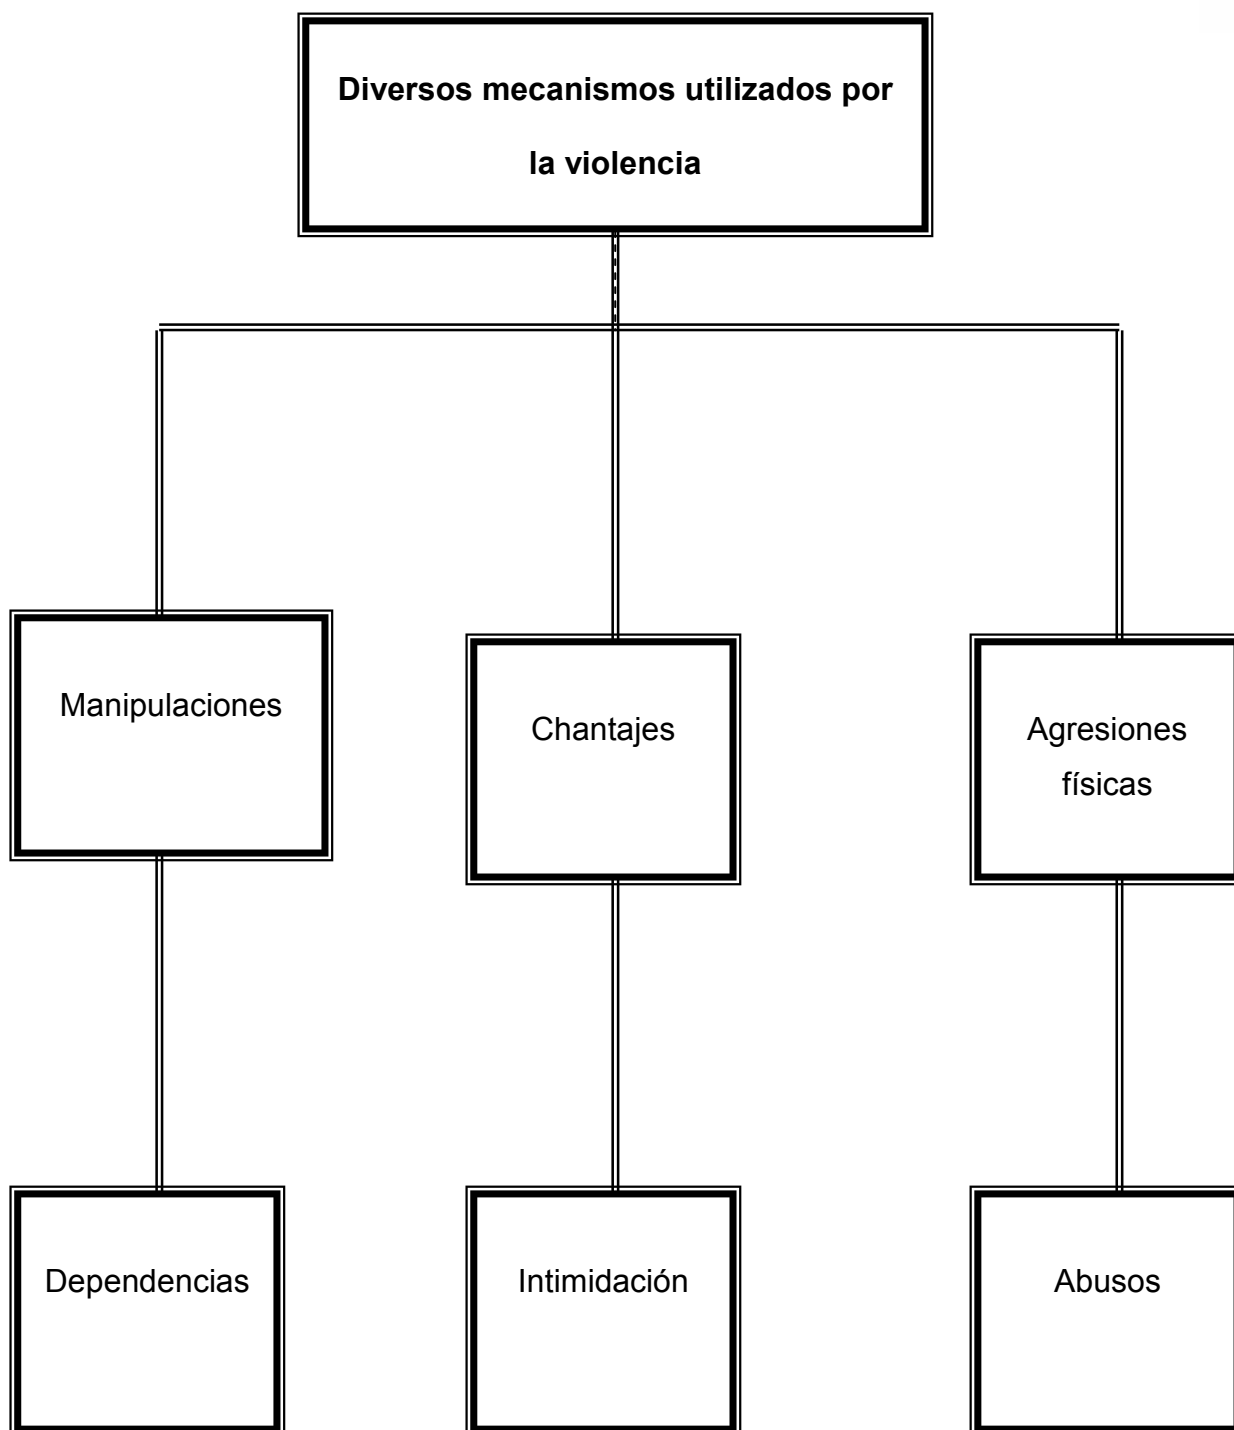 Diversos mecanismos utilizados por
la violencia
Manipulaciones
Chantajes
Agresiones
físicas
Dependencias
Intimidación
Abusos